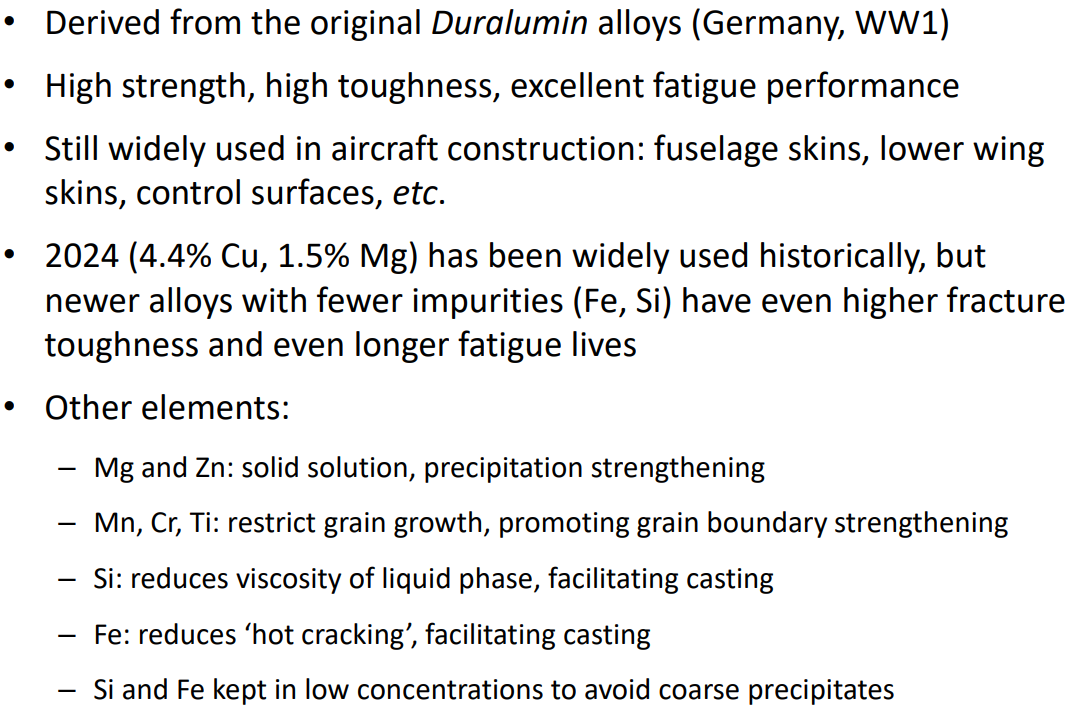 • Derived from the original Duralumin alloys (Germany, WW1)
• High strength, high toughness, excellent fatigue performance
• Still widely used in aircraft construction: fuselage skins, lower wing
skins, control surfaces, etc.
• 2024 (4.4% Cu, 1.5% Mg) has been widely used historically, but
newer alloys with fewer impurities (Fe, Si) have even higher fracture
toughness and even longer fatigue lives
• Other elements:
– Mg and Zn: solid solution, precipitation strengthening
– Mn, Cr, Ti: restrict grain growth, promoting grain boundary strengthening
– Si: reduces viscosity of liquid phase, facilitating casting
– Fe: reduces ‘hot cracking’, facilitating casting
– Si and Fe kept in low concentrations to avoid coarse precipitates